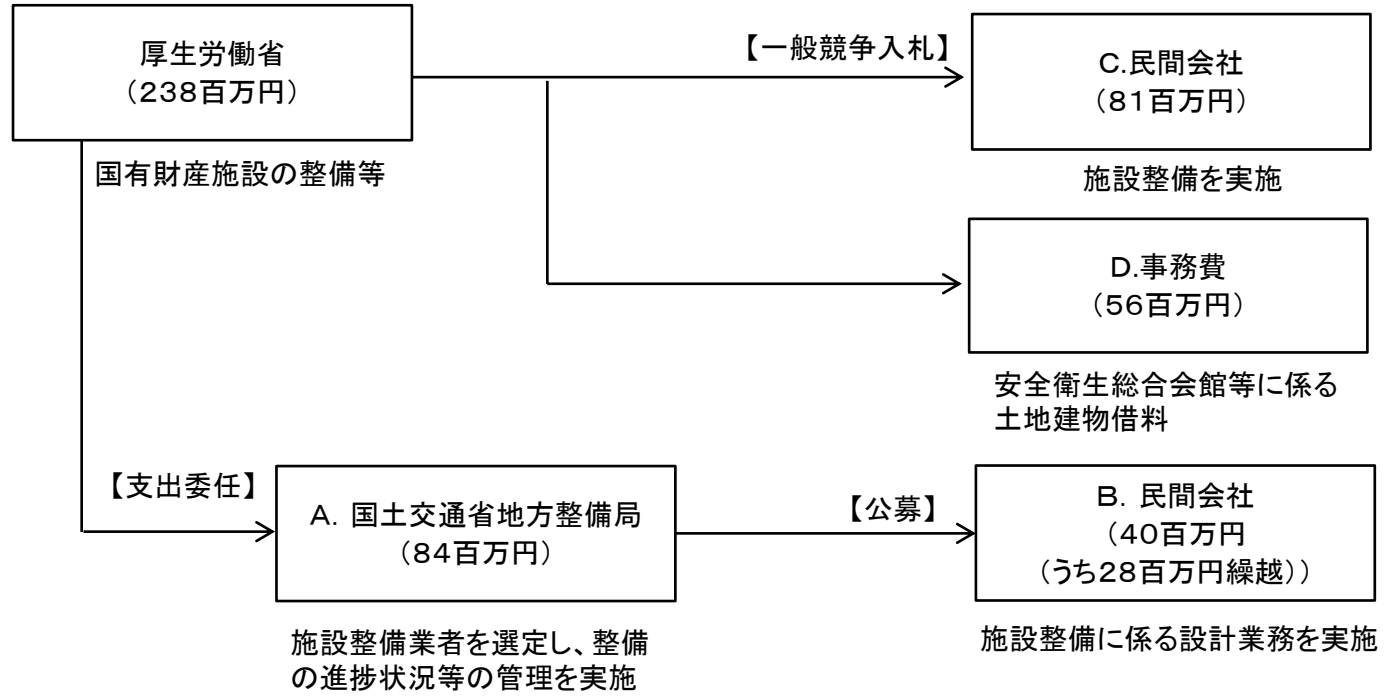 厚生労働省
（２３８百万円）
国有財産施設の整備等
【一般競争入札】
Ｃ.民間会社
（８１百万円）
施設整備を実施
Ｄ.事務費
（５６百万円）
安全衛生総合会館等に係る
土地建物借料
【支出委任】
Ａ. 国土交通省地方整備局
（８４百万円）
施設整備業者を選定し、整備
の進捗状況等の管理を実施
【公募】
Ｂ. 民間会社
（４０百万円
（うち２８百万円繰越））
施設整備に係る設計業務を実施